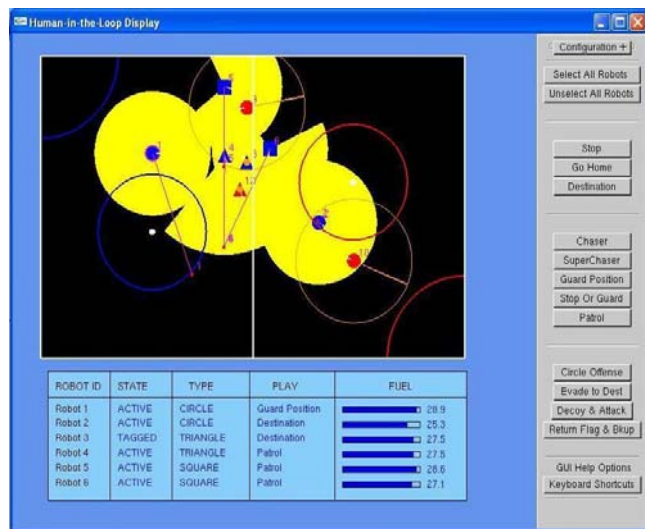 Human-in-the-Loop Display
Configuration +
Select All Robots
Unselect All Robots
Stop
Go Home
Destination
Chaser
SuperChaser
Guard Position
Stop Or Guard
Patrol
Circle Offense
Evade to Dest
Decoy & Attack
Return Flag & Bkup
GUI Help Options
Keyboard Shortcuts
ROBOT ID STATE TYPE PLAY FUEL
Robot 1 ACTIVE CIRCLE Guard Position 28.9
Robot 2 ACTIVE CIRCLE Destination 25.3
Robot 3 TAGGED TRIANGLE Destination 27.5
Robot 4 ACTIVE TRIANGLE Patrol 27.8
Robot 5 ACTIVE SQUARE Patrol 28.6
Robot 6 ACTIVE SQUARE Patrol 27.1